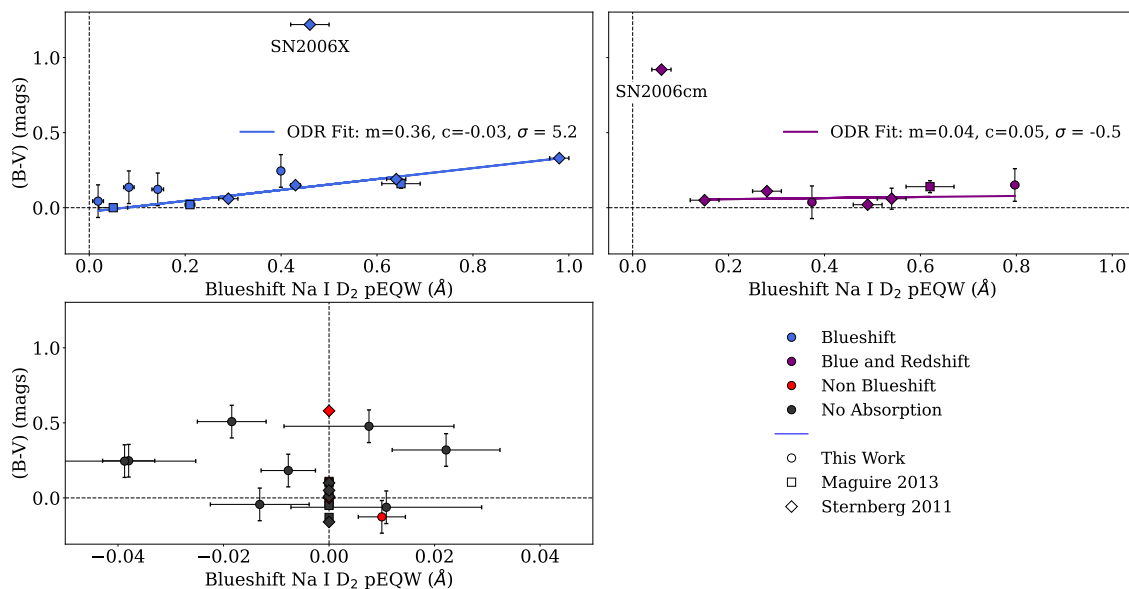 SN2006X
ODR Fit: m=0.36, c=-0.03, σ = 5.2
(B-V) (mags)
1.0
0.5
0.0
0.0 0.2 0.4 0.6 0.8 1.0
Blueshift Na I D₂ pEQW (Å)
SN2006cm
ODR Fit: m=0.04, c=0.05, σ = -0.5
0.0 0.2 0.4 0.6 0.8 1.0
Blueshift Na I D₂ pEQW (Å)
(B-V) (mags)
1.0
0.5
0.0
−0.04 −0.02 0.00 0.02 0.04
Blueshift Na I D₂ pEQW (Å)
Blueshift
Blue and Redshift
Non Blueshift
No Absorption
This Work
Maguire 2013
Sternberg 2011